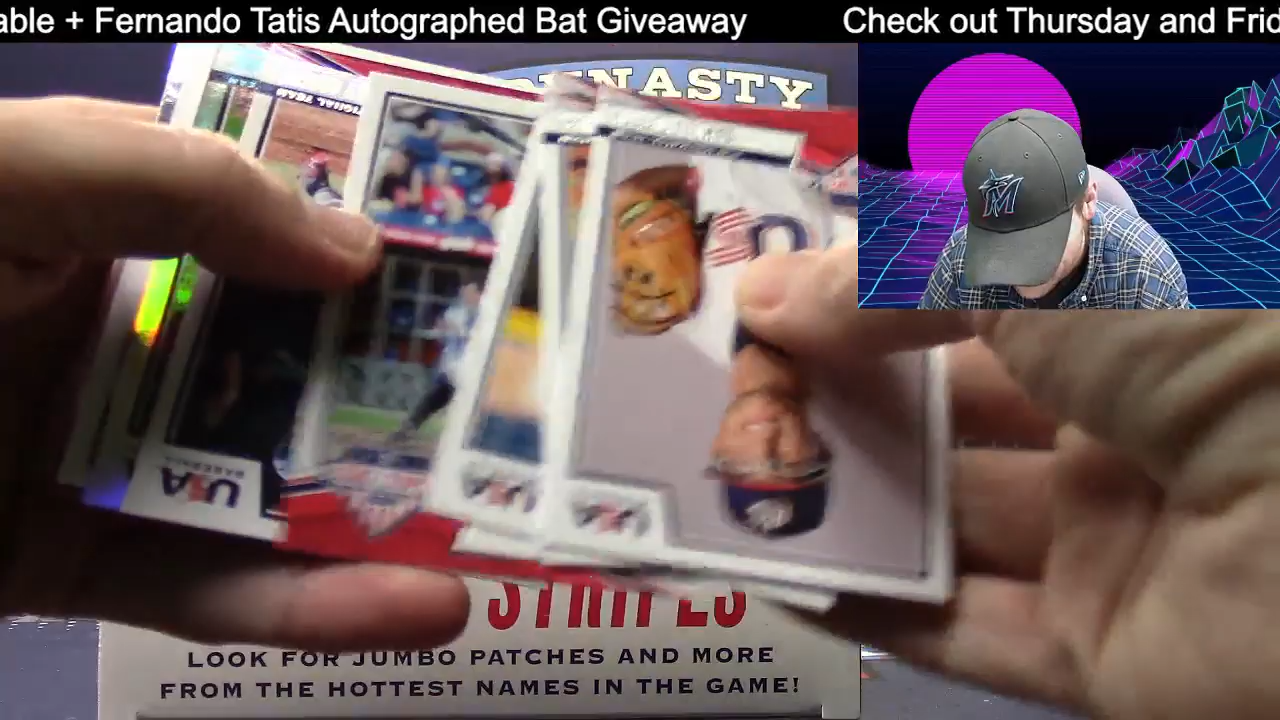 able + Fernando Tatis Autographed Bat Giveaway Check out Thursday and Frid
DYNASTY
USA
BASEBALL
STRIPES
LOOK FOR JUMBO PATCHES AND MORE
FROM THE HOTTEST NAMES IN THE GAME!